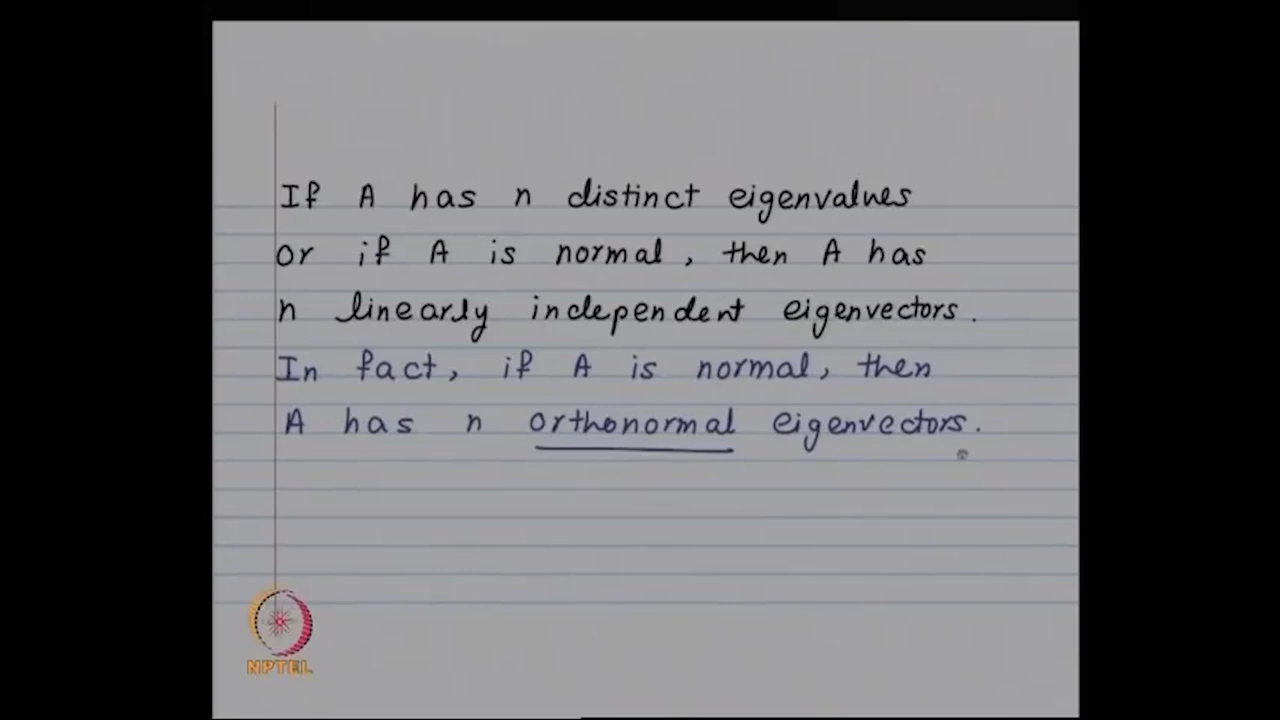 If A has n distinct eigenvalues
or if A is normal, then A has
n linearly independent eigenvectors.
In fact, if A is normal, then
A has n orthonormal eigenvectors.
NPTEL